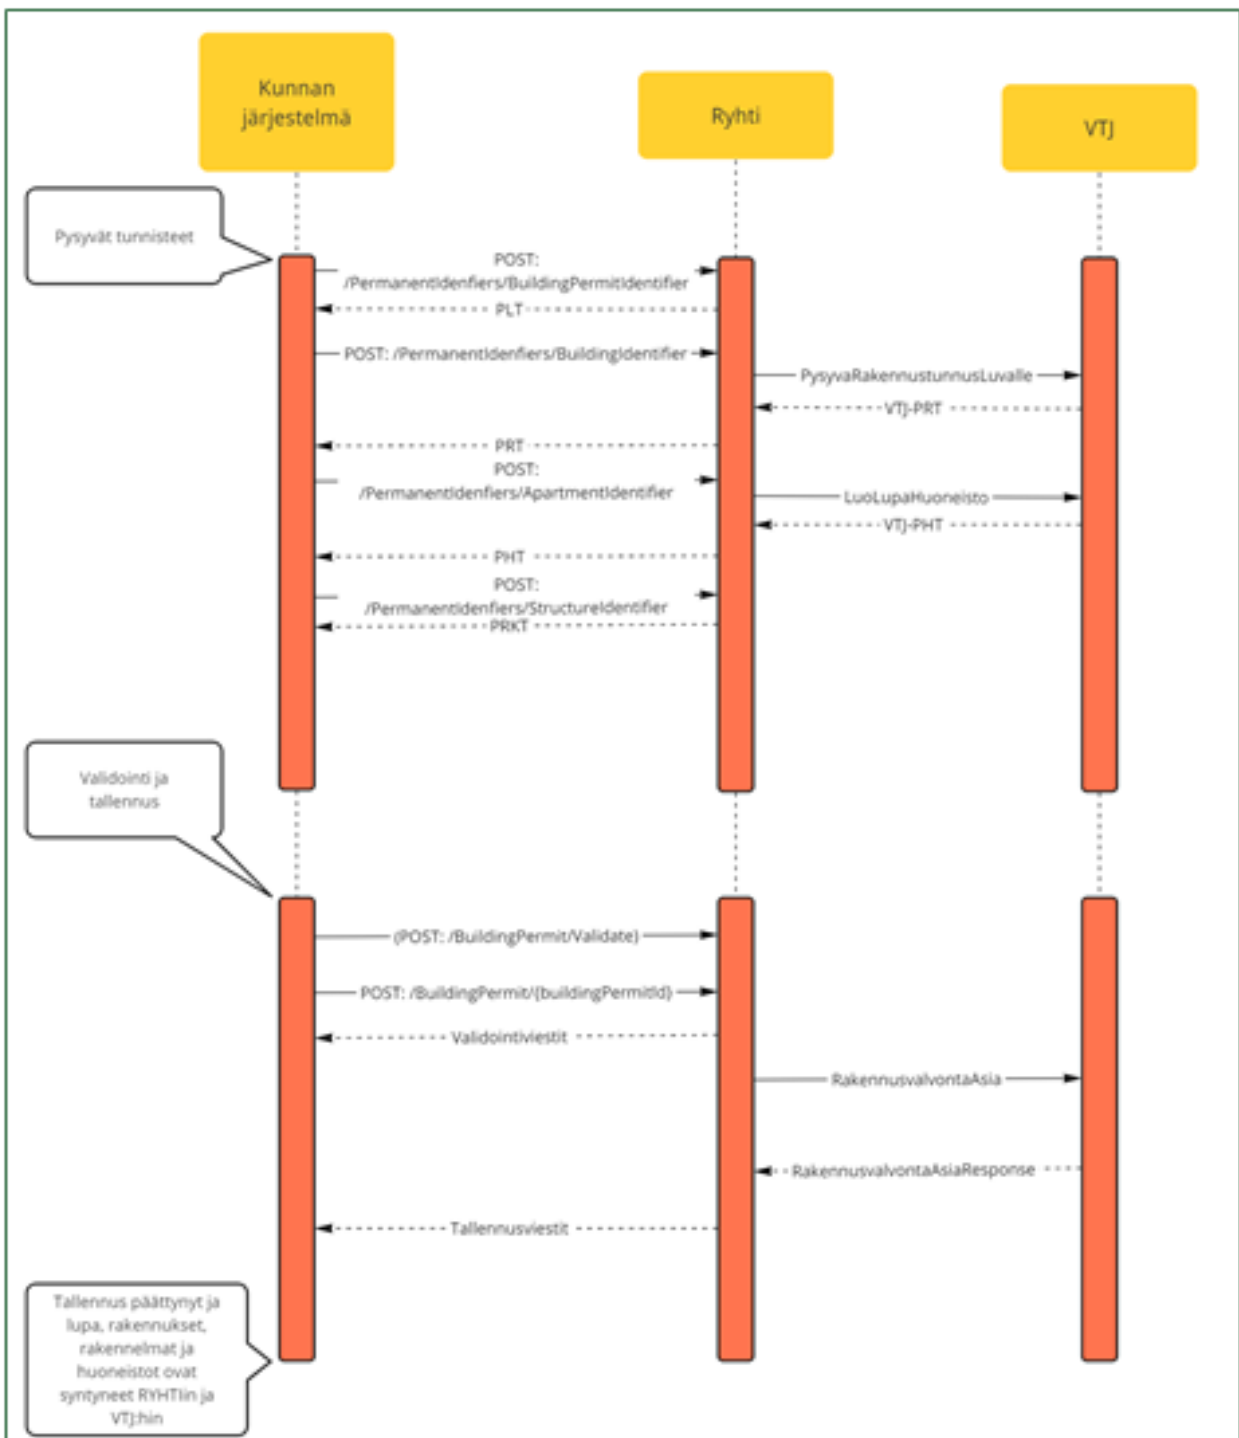 Kunnan
järjestelmä
Ryhti
VTJ
Pysyvät tunnisteet
POST:
/PermanentIdenfiers/BuildingPermitIdentifier
PLT
POST: /PermanentIdenfiers/BuildingIdentifier
PysyvaRakennustunnusLuvalle
VTJ-PRT
PRT
POST:
/PermanentIdenfiers/ApartmentIdentifier
LuoLupaHuoneisto
VTJ-PHT
PHT
POST:
/PermanentIdenfiers/StructureIdentifier
PRKT
Validointi ja
tallennus
(POST: /BuildingPermit/Validate)
POST: /BuildingPermit/{buildingPermitId}
Validointiviestit
RakennusvalvontaAsia
RakennusvalvontaAsiaResponse
Tallennusviestit
Tallennus päättynyt ja
lupa, rakennukset,
rakennelmat ja
huoneistot ovat
syntyneet RYHTIin ja
VTJ:hin